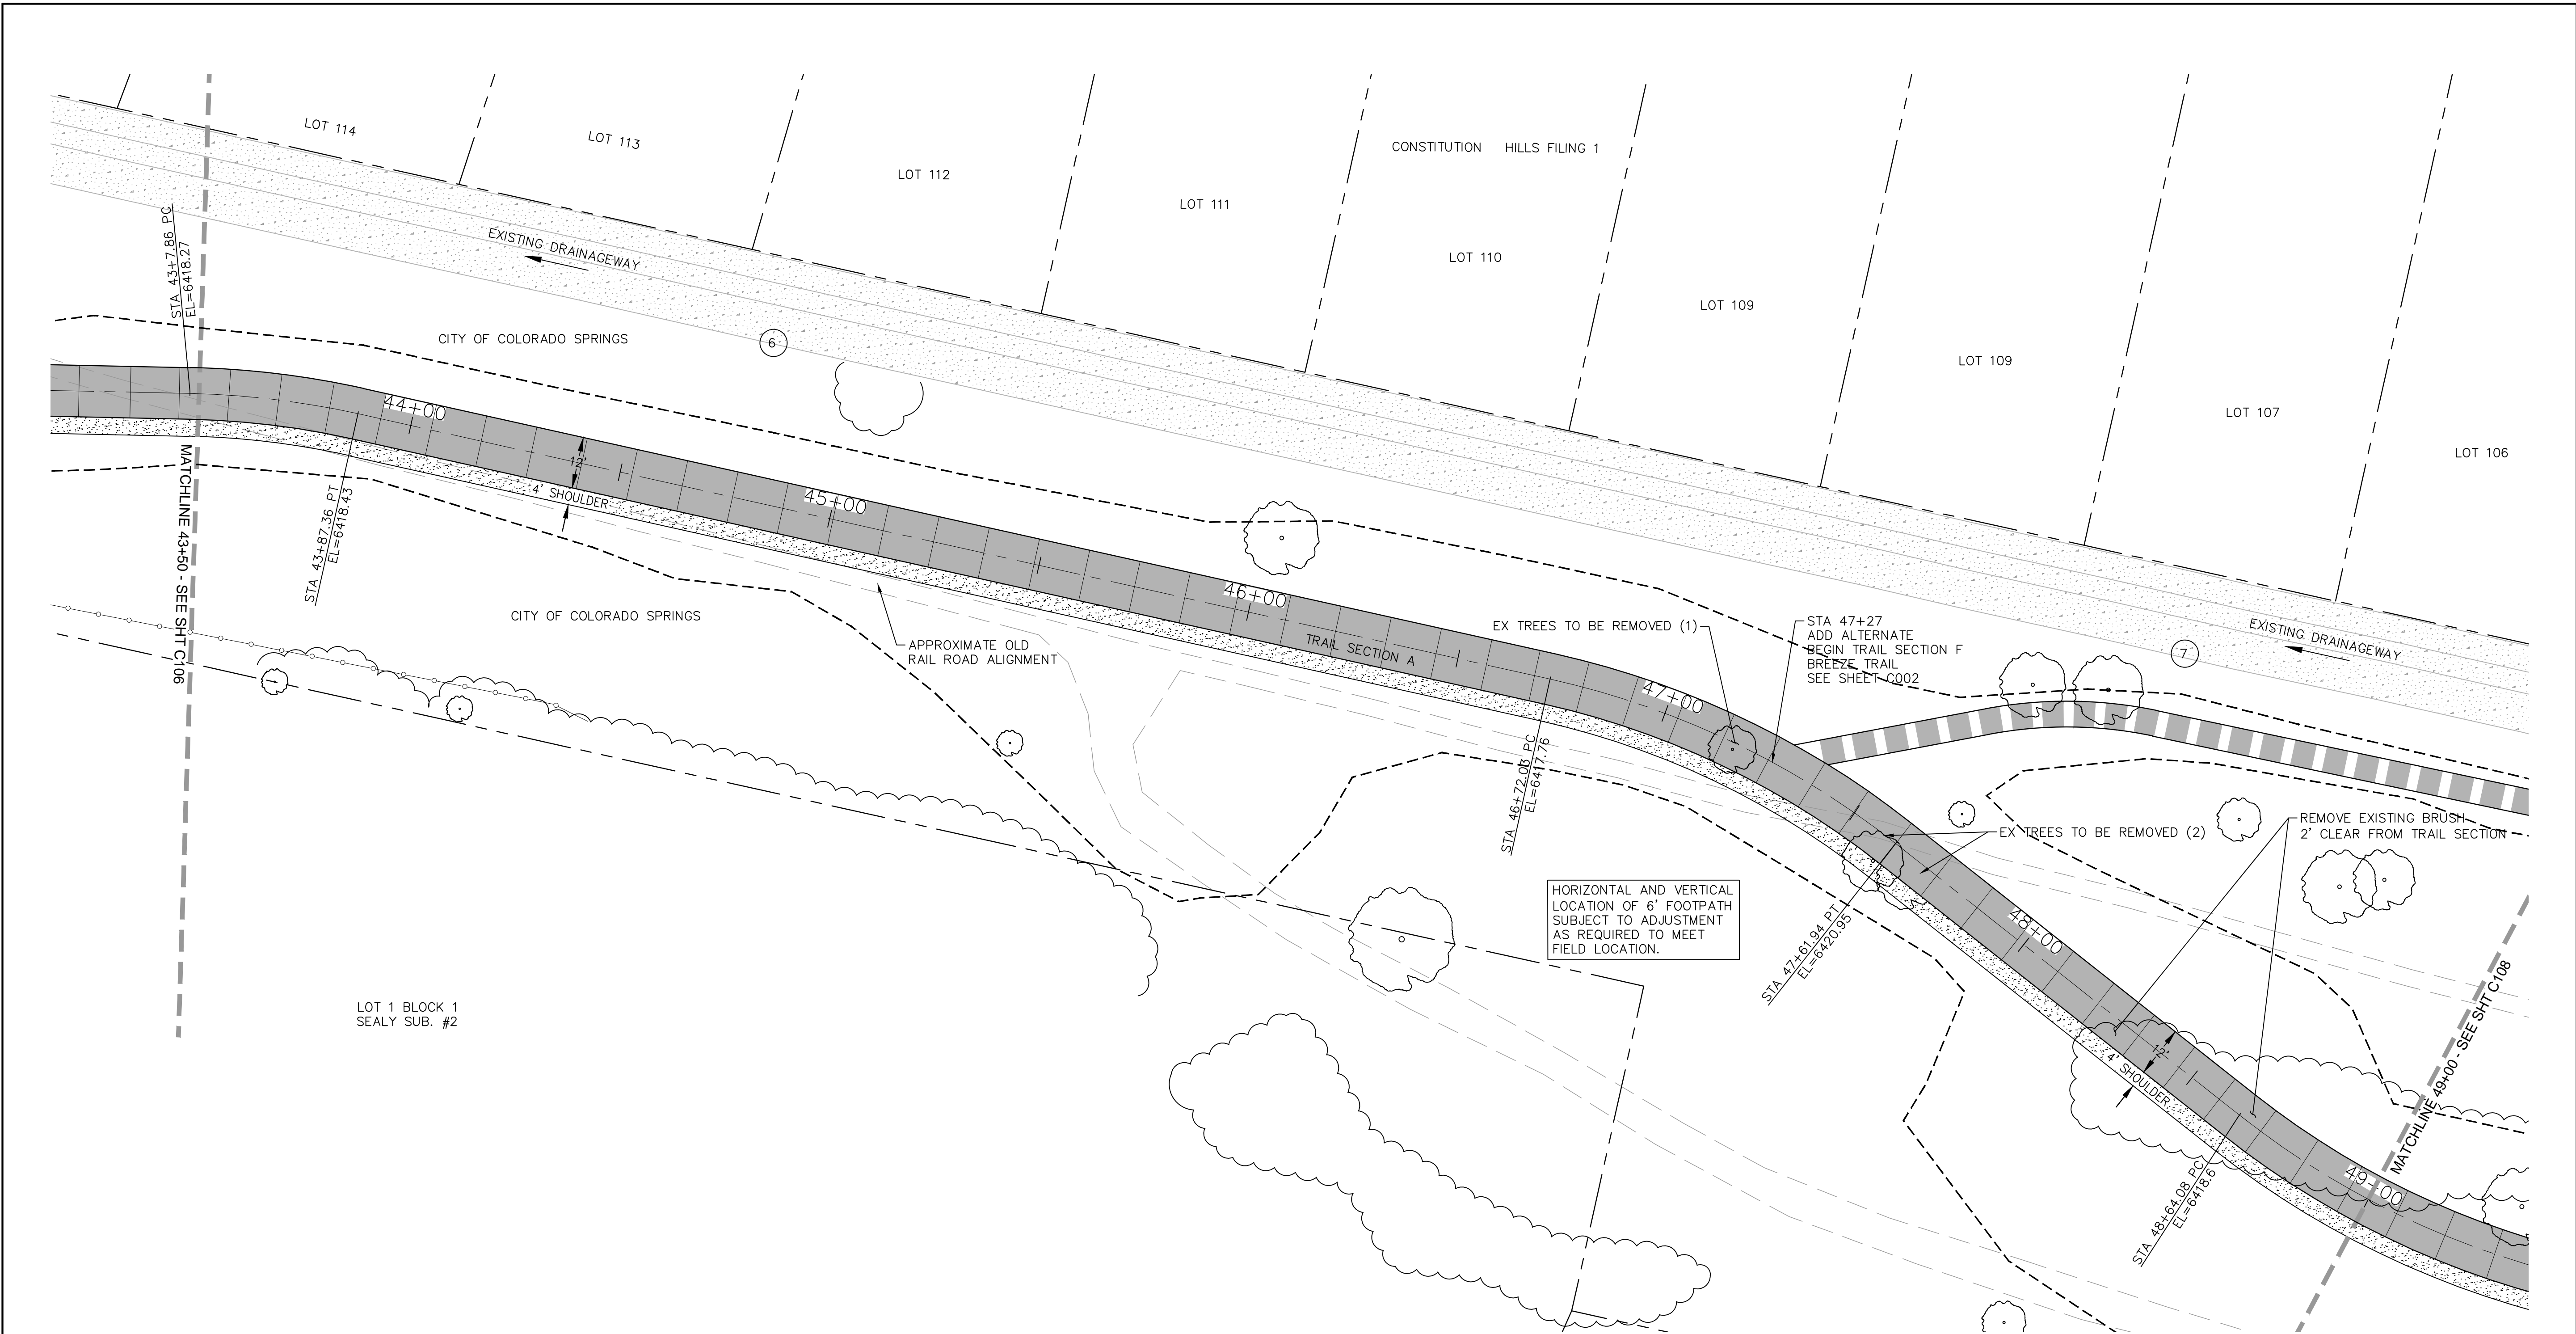 LOT 114
LOT 113
LOT 112
LOT 111
CONSTITUTION HILLS FILING 1
LOT 110
LOT 109
LOT 109
LOT 107
LOT 106
STA 43+7.86 PC
EL=6418.27
EXISTING DRAINAGEWAY
CITY OF COLORADO SPRINGS
6
44+00
12'
4' SHOULDER
45+00
MATCHLINE 43+50 - SEE SHT C106
STA 43+87.36 PT
EL=6418.43
CITY OF COLORADO SPRINGS
APPROXIMATE OLD
RAIL ROAD ALIGNMENT
46+00
TRAIL SECTION A
EX TREES TO BE REMOVED (1)
47+00
STA 47+27
ADD ALTERNATE
BEGIN TRAIL SECTION F
BREEZE TRAIL
SEE SHEET C002
7
EXISTING DRAINAGEWAY
STA 46+72.03 PC
EL=6417.76
EX TREES TO BE REMOVED (2)
REMOVE EXISTING BRUSH
2' CLEAR FROM TRAIL SECTION
HORIZONTAL AND VERTICAL
LOCATION OF 6' FOOTPATH
SUBJECT TO ADJUSTMENT
AS REQUIRED TO MEET
FIELD LOCATION.
STA 47+61.94 PT
EL=6420.95
48+00
LOT 1 BLOCK 1
SEALY SUB. #2
12'
4' SHOULDER
MATCHLINE 49+00 - SEE SHT C108
STA 48+64.08 PC
EL=6418.6
49+00